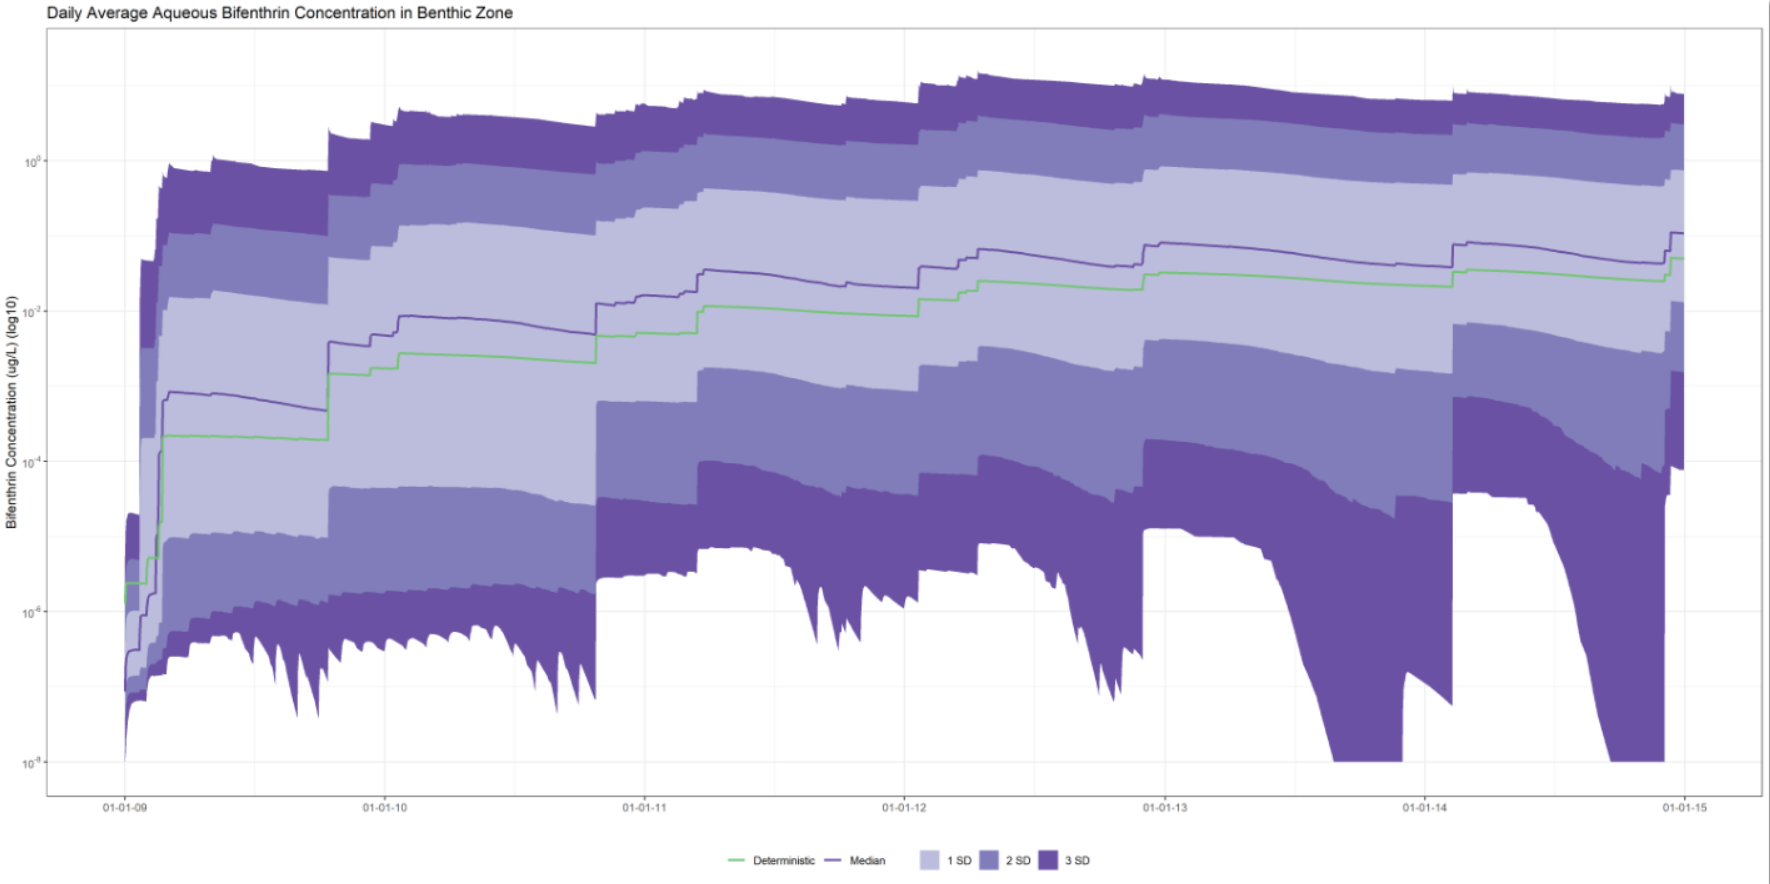 Daily Average Aqueous Bifenthrin Concentration in Benthic Zone
Bifenthrin Concentration (ug/L) (log10)
10⁰
10⁻²
10⁻⁴
10⁻⁶
10⁻⁸
01-01-09 01-01-10 01-01-11 01-01-12 01-01-13 01-01-14 01-01-15
Deterministic Median 1 SD 2 SD 3 SD